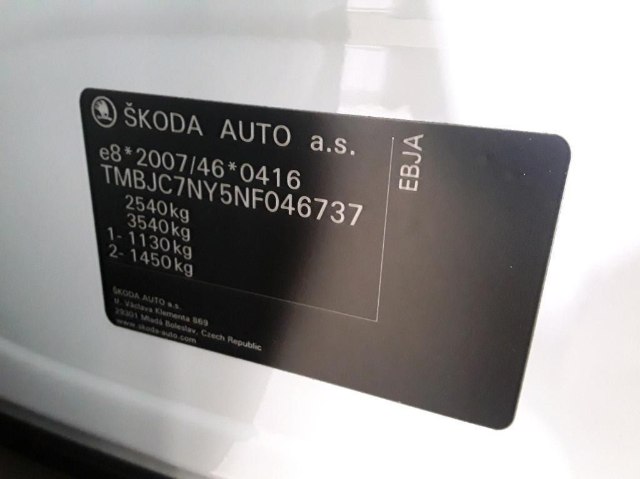 ŠKODA AUTO a.s.
e8*2007/46*0416
TMBJC7NY5NF046737
2540kg
3540kg
1- 1130kg
2- 1450kg
EBJA
ŠKODA AUTO a.s.
tř. Václava Klementa 869
29301 Mladá Boleslav, Czech Republic
www.skoda-auto.com